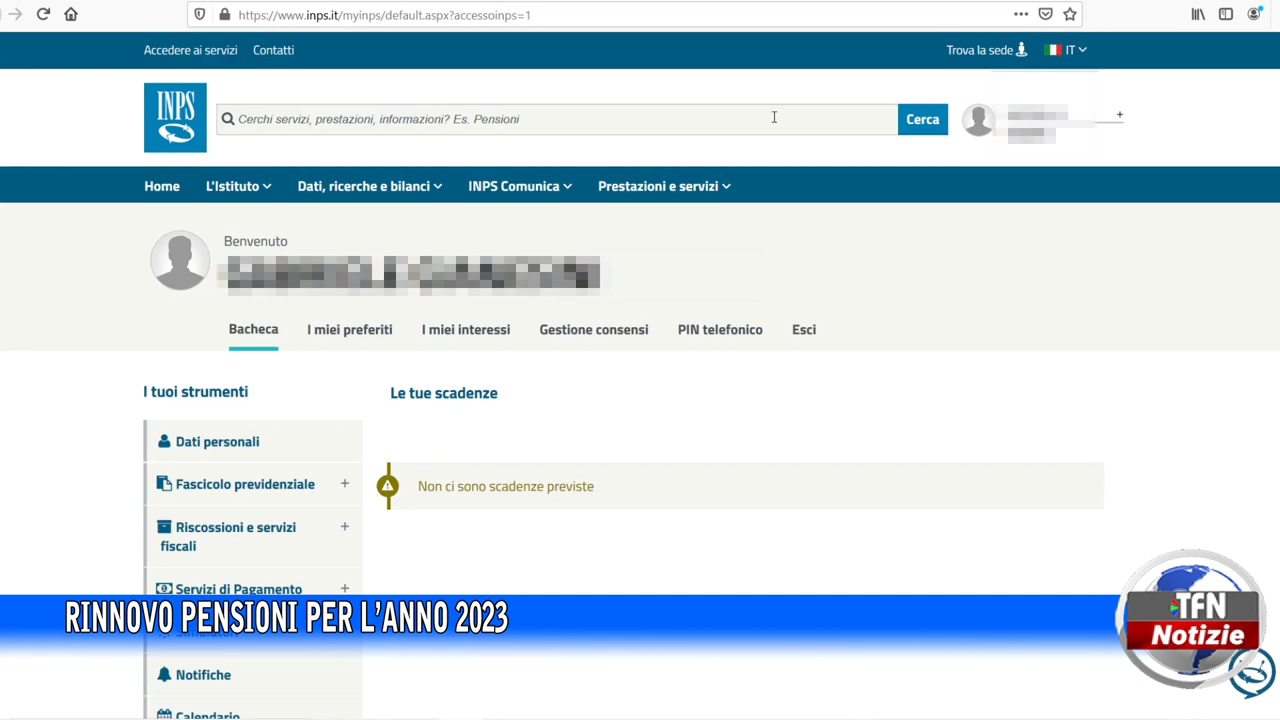 https://www.inps.it/myinps/default.aspx?accessoinps=1
Accedere ai servizi
Contatti
Trova la sede
IT
INPS
Cerchi servizi, prestazioni, informazioni? Es. Pensioni
Cerca
+
Home
L'Istituto
Dati, ricerche e bilanci
INPS Comunica
Prestazioni e servizi
Benvenuto
Bacheca
I miei preferiti
I miei interessi
Gestione consensi
PIN telefonico
Esci
I tuoi strumenti
Le tue scadenze
Dati personali
Fascicolo previdenziale +
Non ci sono scadenze previste
Riscossioni e servizi +
fiscali
Servizi di Pagamento +
RINNOVO PENSIONI PER L'ANNO 2023
TFN
Notizie
Notifiche
Calendario